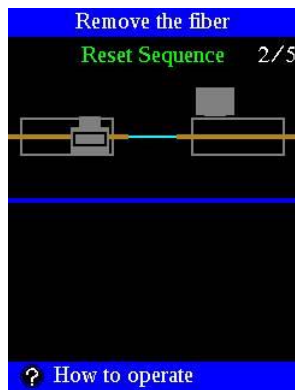 Remove the fiber
Reset Sequence 2/5
? How to operate